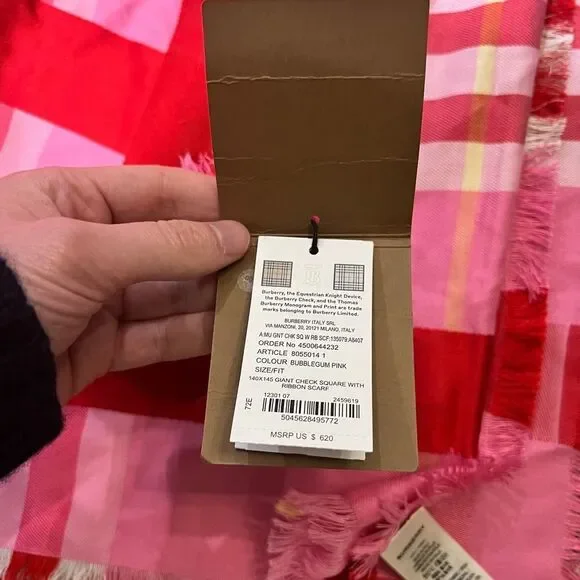 Burberry, the Equestrian Knight Device,
the Burberry Check, and the Thomas
Burberry Monogram and Print are trade
marks belonging to Burberry Limited.
BURBERRY ITALY SRL
VIA MANZONI, 20, 20121 MILANO, ITALY
A:MU GNT CHK SQ W RB SCF:135079:A8407
ORDER No 4500644232
ARTICLE 8055014 1
COLOUR BUBBLEGUM PINK
SIZE/FIT
140X145 GIANT CHECK SQUARE WITH
RIBBON SCARF
12301 07 2459619
72E
5045628495772
MSRP US $ 620